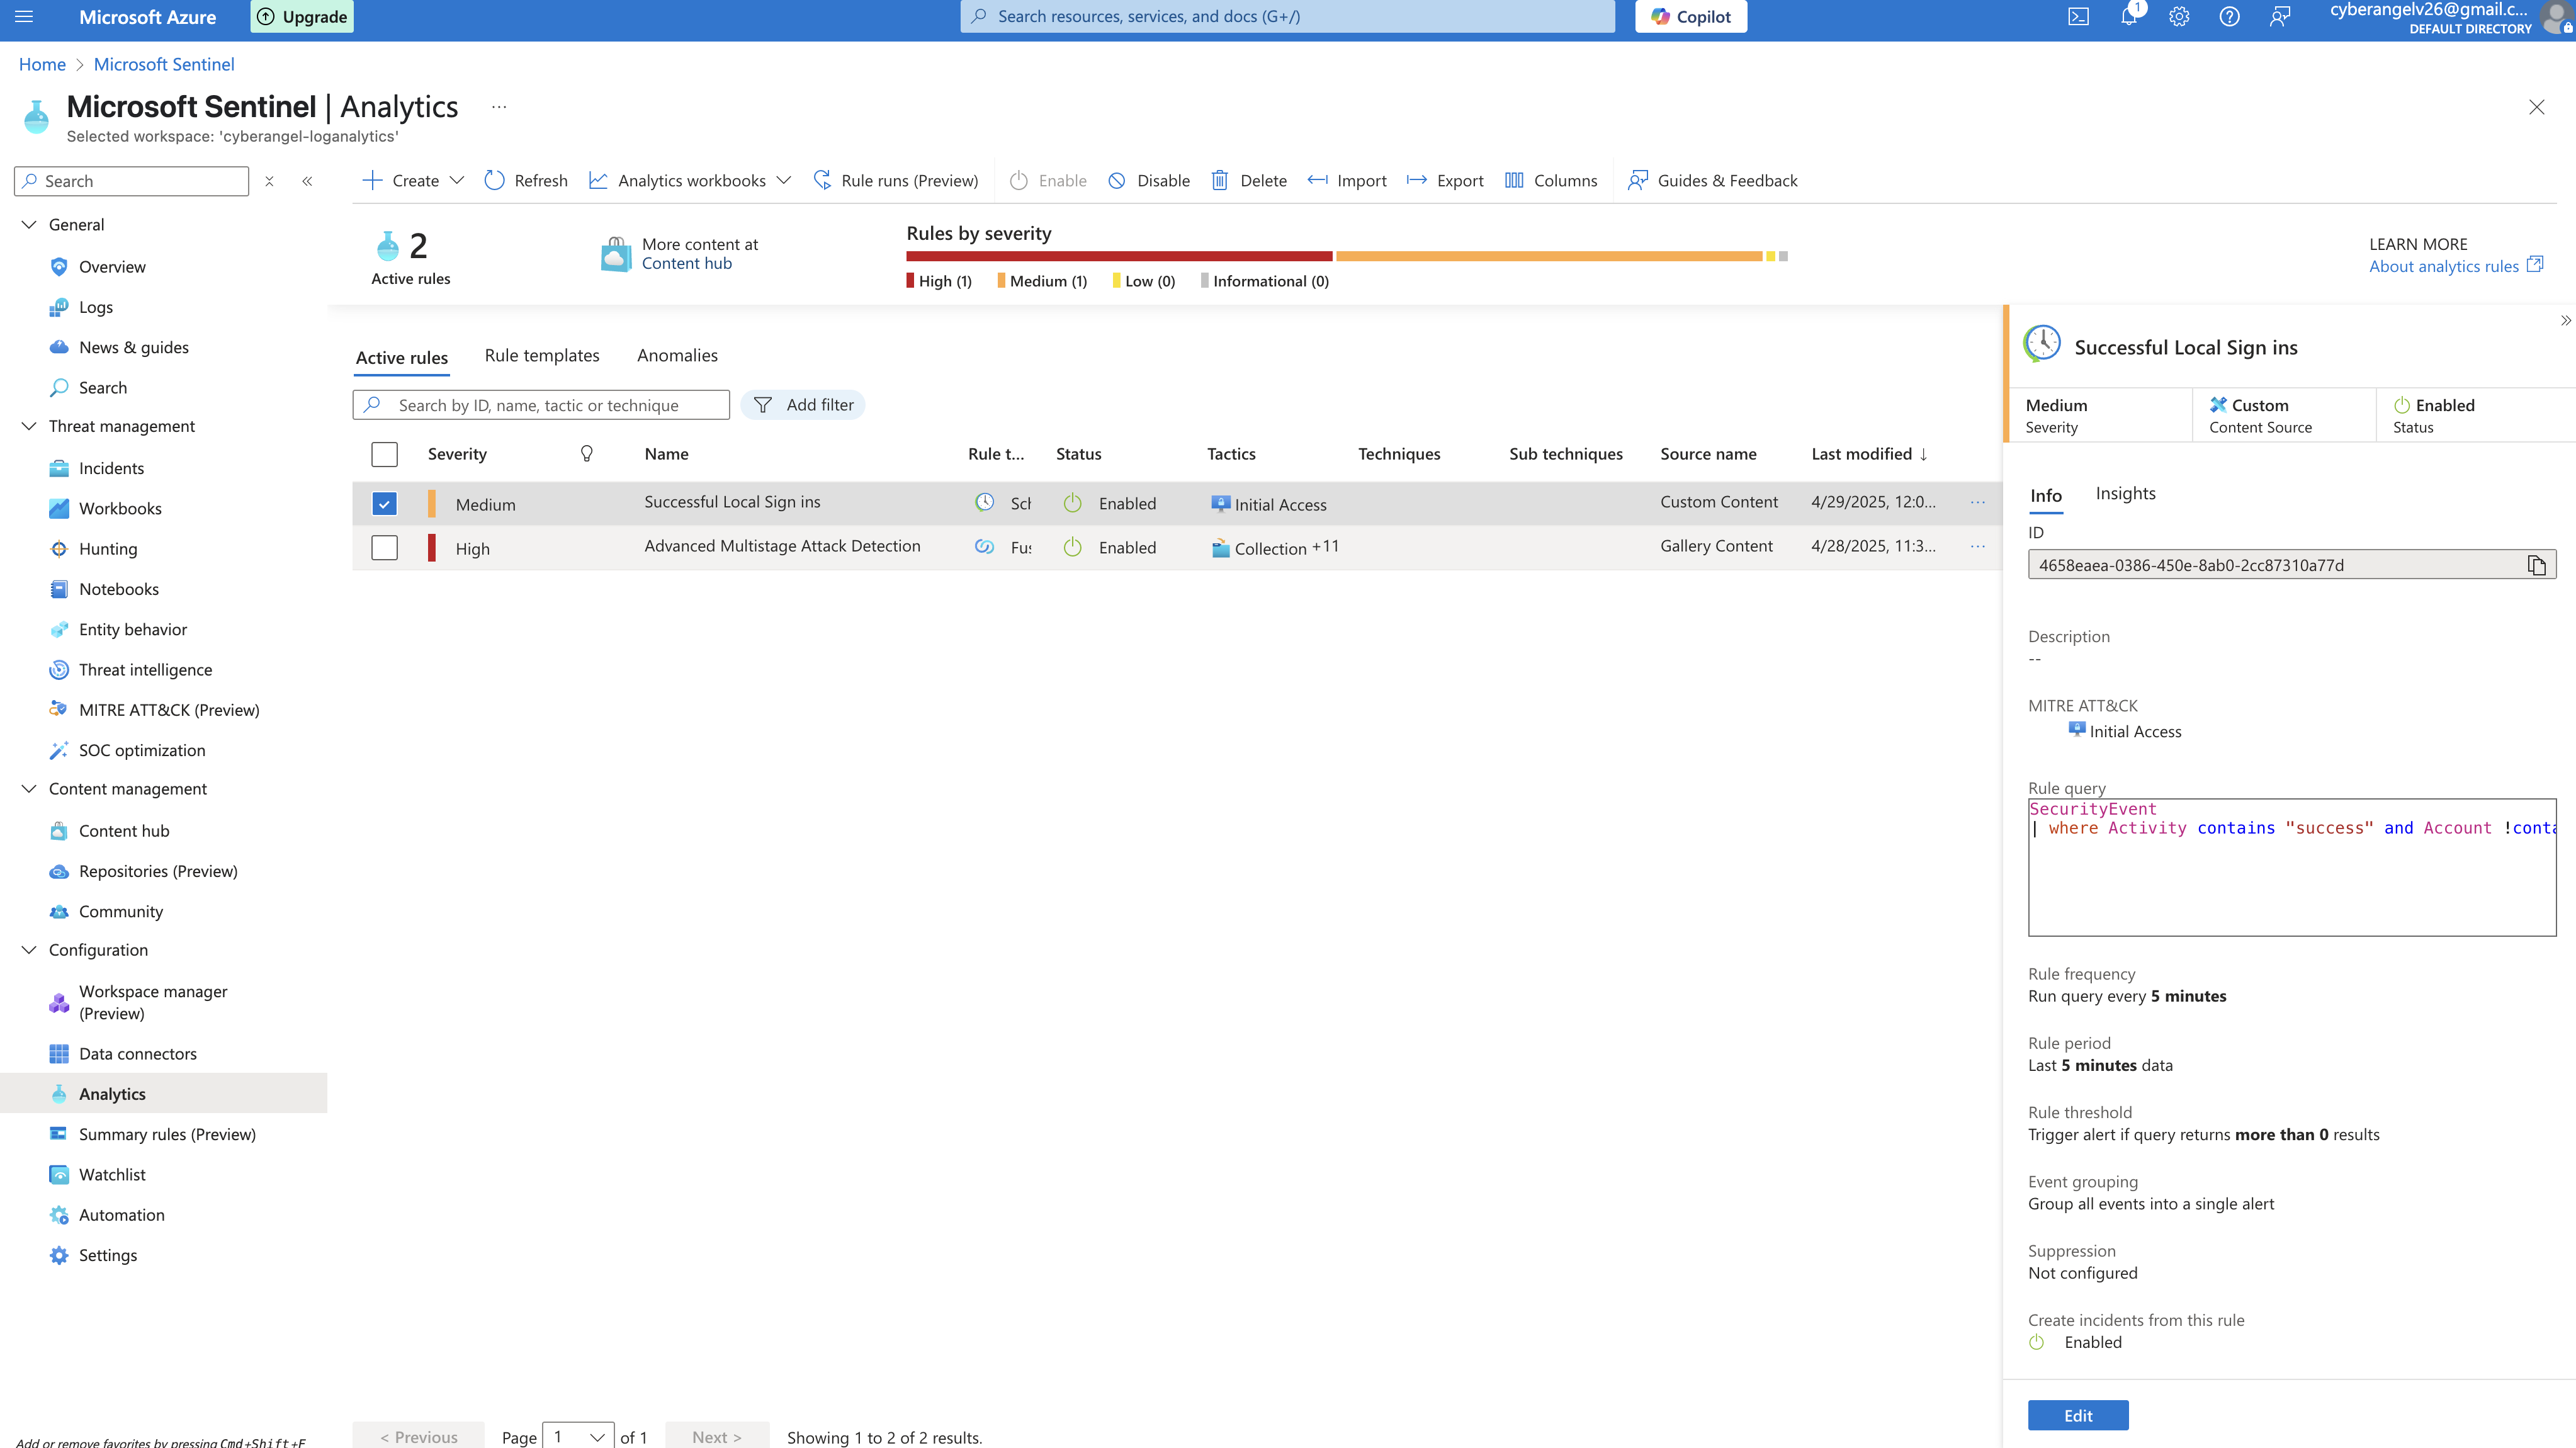 Microsoft Azure
Upgrade
Search resources, services, and docs (G+/)
Copilot
1
cyberangelv26@gmail.c...
DEFAULT DIRECTORY
Home > Microsoft Sentinel
Microsoft Sentinel | Analytics ...
Selected workspace: 'cyberangel-loganalytics'
Search
General
Overview
Logs
News & guides
Search
Threat management
Incidents
Workbooks
Hunting
Notebooks
Entity behavior
Threat intelligence
MITRE ATT&CK (Preview)
SOC optimization
Content management
Content hub
Repositories (Preview)
Community
Configuration
Workspace manager
(Preview)
Data connectors
Analytics
Summary rules (Preview)
Watchlist
Automation
Settings
Add or remove favorites by pressing Cmd+Shift+F
Create Refresh Analytics workbooks Rule runs (Preview) Enable Disable Delete Import Export Columns Guides & Feedback
2
Active rules
More content at
Content hub
Rules by severity
High (1) Medium (1) Low (0) Informational (0)
LEARN MORE
About analytics rules
Active rules Rule templates Anomalies
Search by ID, name, tactic or technique
Add filter
Severity Name Rule t... Status Tactics Techniques Sub techniques Source name Last modified ↓
Medium Successful Local Sign ins Sch Enabled Initial Access Custom Content 4/29/2025, 12:0... ...
High Advanced Multistage Attack Detection Fus Enabled Collection +11 Gallery Content 4/28/2025, 11:3... ...
< Previous Page 1 of 1 Next > Showing 1 to 2 of 2 results.
Successful Local Sign ins
Medium
Severity
Custom
Content Source
Enabled
Status
Info Insights
ID
4658eaea-0386-450e-8ab0-2cc87310a77d
Description
--
MITRE ATT&CK
Initial Access
Rule query
SecurityEvent
| where Activity contains "success" and Account !conta
Rule frequency
Run query every 5 minutes
Rule period
Last 5 minutes data
Rule threshold
Trigger alert if query returns more than 0 results
Event grouping
Group all events into a single alert
Suppression
Not configured
Create incidents from this rule
Enabled
Edit